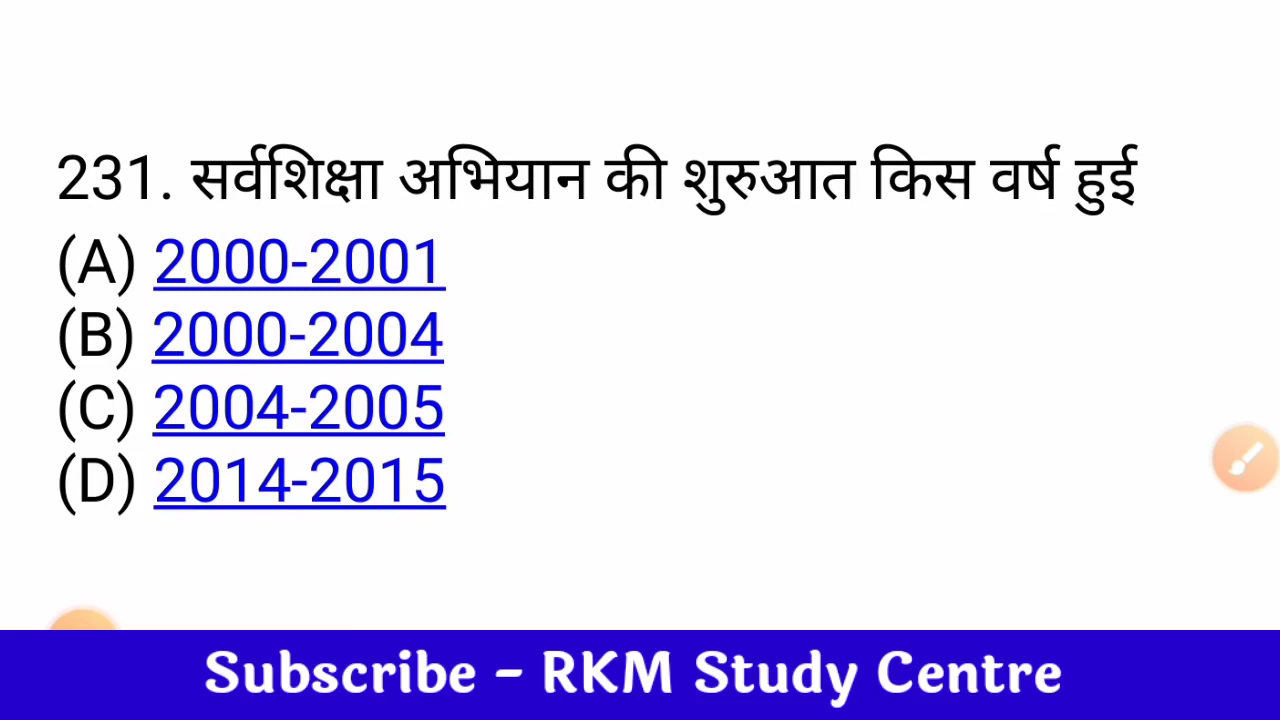 231. सर्वशिक्षा अभियान की शुरुआत किस वर्ष हुई
(A) 2000-2001
(B) 2000-2004
(C) 2004-2005
(D) 2014-2015
Subscribe - RKM Study Centre